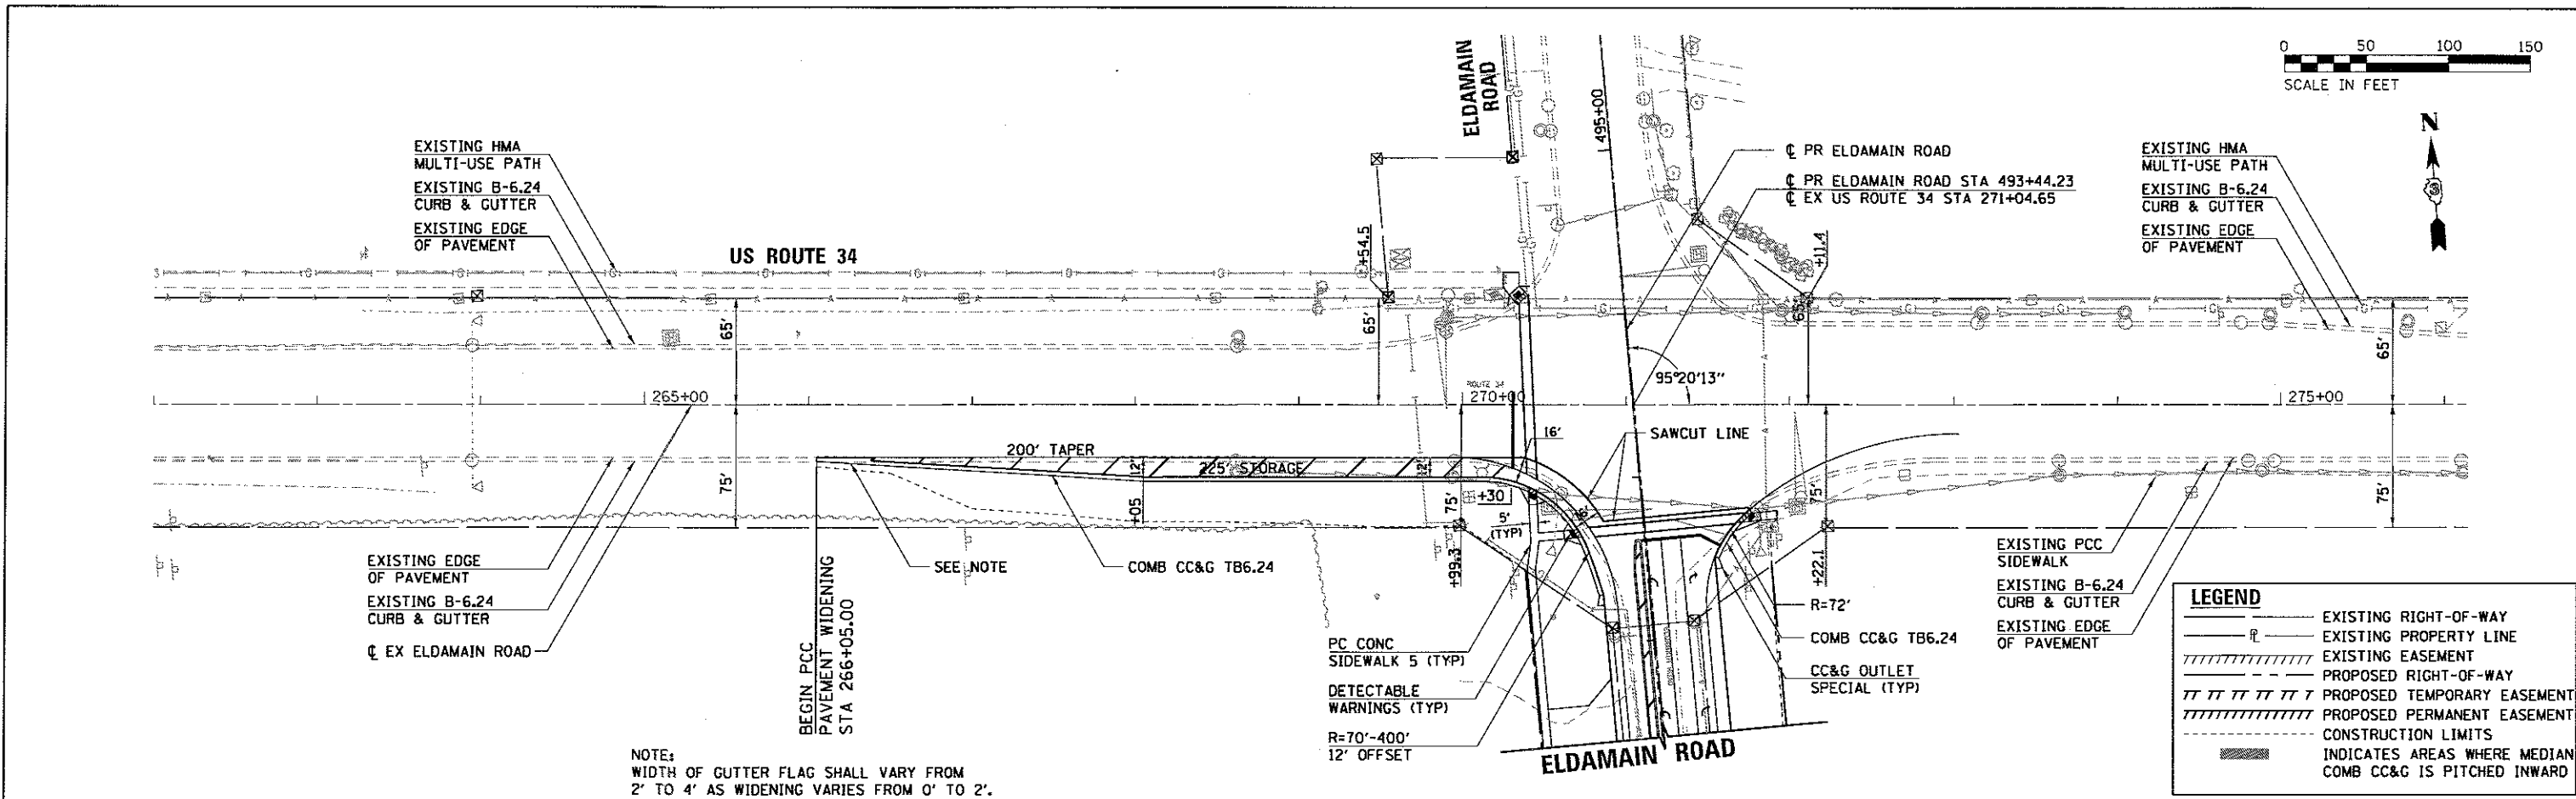 0 50 100 150
SCALE IN FEET
N
ELDAMAIN
ROAD
495+00
EXISTING HMA
MULTI-USE PATH
EXISTING B-6.24
CURB & GUTTER
EXISTING EDGE
OF PAVEMENT
US ROUTE 34
℄ PR ELDAMAIN ROAD
℄ PR ELDAMAIN ROAD STA 493+44.23
℄ EX US ROUTE 34 STA 271+04.65
EXISTING HMA
MULTI-USE PATH
EXISTING B-6.24
CURB & GUTTER
EXISTING EDGE
OF PAVEMENT
+54.5
+11.4
65'
65'
65'
65'
95°20'13"
ROUTE 34
265+00
270+00
275+00
16'
SAWCUT LINE
200' TAPER
12'
225' STORAGE
12'
75'
+05
75'
+30
75'
75'
6'
5'
(TYP)
+99.3
+22.1
EXISTING EDGE
OF PAVEMENT
EXISTING B-6.24
CURB & GUTTER
℄ EX ELDAMAIN ROAD
SEE NOTE
COMB CC&G TB6.24
BEGIN PCC
PAVEMENT WIDENING
STA 266+05.00
PC CONC
SIDEWALK 5 (TYP)
DETECTABLE
WARNINGS (TYP)
R=70'-400'
12' OFFSET
R=72'
COMB CC&G TB6.24
CC&G OUTLET
SPECIAL (TYP)
EXISTING PCC
SIDEWALK
EXISTING B-6.24
CURB & GUTTER
EXISTING EDGE
OF PAVEMENT
ELDAMAIN ROAD
NOTE:
WIDTH OF GUTTER FLAG SHALL VARY FROM
2' TO 4' AS WIDENING VARIES FROM 0' TO 2'.
LEGEND
EXISTING RIGHT-OF-WAY
EXISTING PROPERTY LINE
EXISTING EASEMENT
PROPOSED RIGHT-OF-WAY
PROPOSED TEMPORARY EASEMENT
PROPOSED PERMANENT EASEMENT
CONSTRUCTION LIMITS
INDICATES AREAS WHERE MEDIAN
COMB CC&G IS PITCHED INWARD